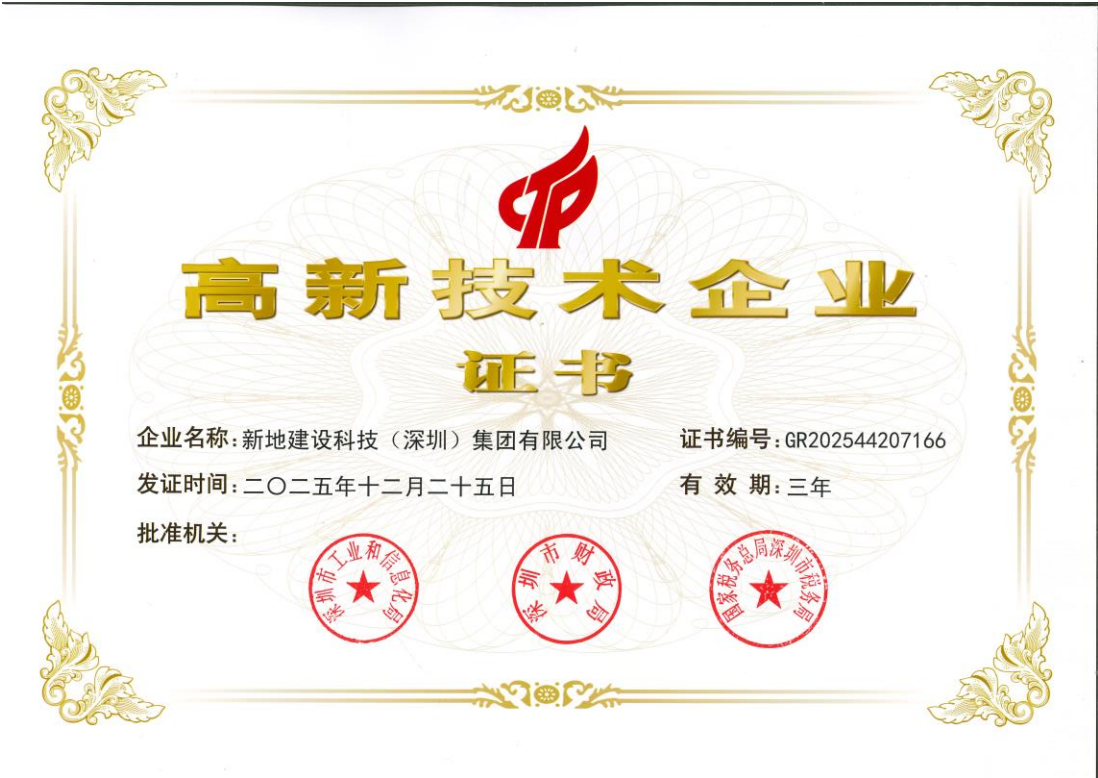 高新技术企业
证书
企业名称:新地建设科技（深圳）集团有限公司
证书编号:GR202544207166
发证时间:二〇二五年十二月二十五日
有 效 期:三年
批准机关:
深圳市工业和信息化局
深圳市财政局
国家税务总局深圳市税务局